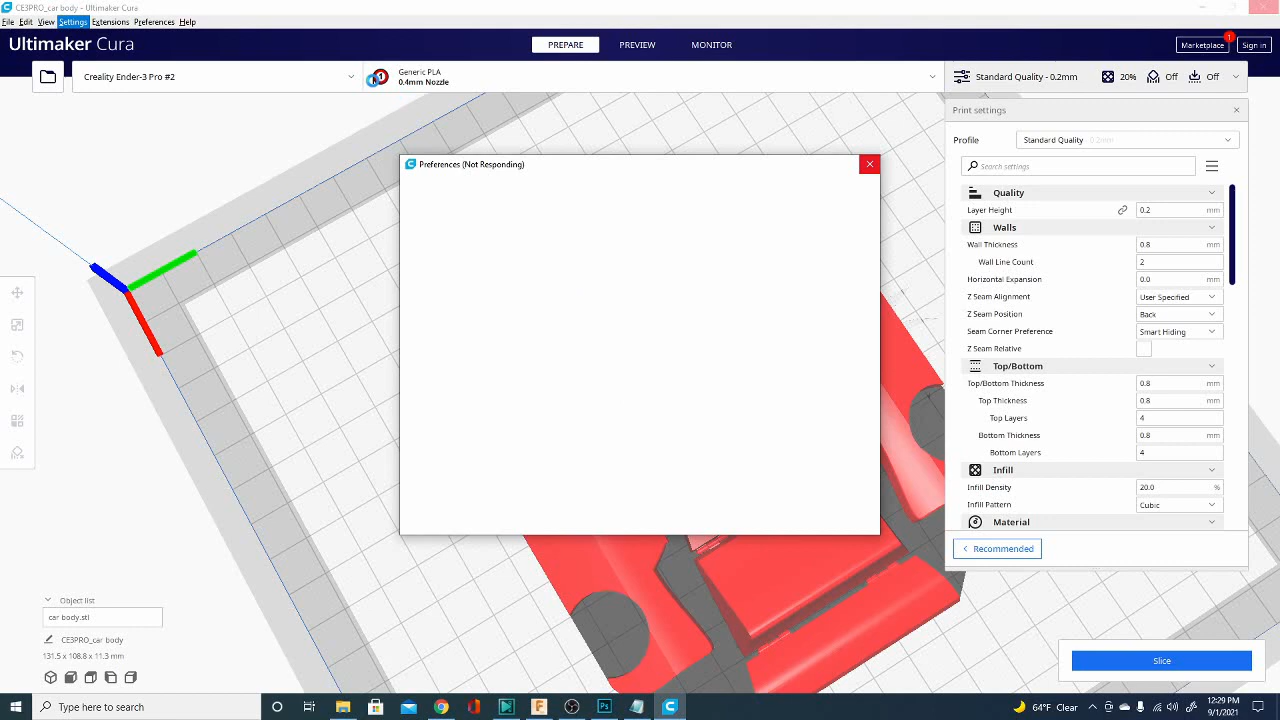 CE3PRO_car body - Ultimaker Cura
File Edit View Settings Extensions Preferences Help
Ultimaker Cura
PREPARE
PREVIEW
MONITOR
Marketplace
1
Sign in
Creality Ender-3 Pro #2
Generic PLA
0.4mm Nozzle
Standard Quality - 0.2mm
20%
Off
Off
Print settings
Profile
Standard Quality - 0.2mm
Search settings
Quality
Layer Height 0.2 mm
Walls
Wall Thickness 0.8 mm
Wall Line Count 2
Horizontal Expansion 0.0 mm
Z Seam Alignment User Specified
Z Seam Position Back
Seam Corner Preference Smart Hiding
Z Seam Relative
Top/Bottom
Top/Bottom Thickness 0.8 mm
Top Thickness 0.8 mm
Top Layers 4
Bottom Thickness 0.8 mm
Bottom Layers 4
Infill
Infill Density 20.0 %
Infill Pattern Cubic
Material
Recommended
Preferences (Not Responding)
Object list
car body.stl
CE3PRO_car body
131.5 x 108.8 x 11.3 mm
Slice
Type here to search
Ps
64°F Clear
12:29 PM
9/1/2021